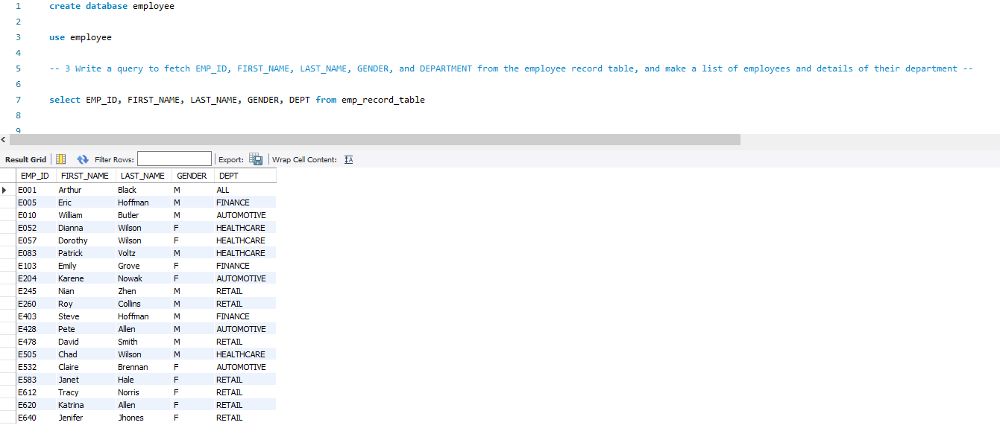 1 create database employee
2
3 use employee
4
5 -- 3 Write a query to fetch EMP_ID, FIRST_NAME, LAST_NAME, GENDER, and DEPARTMENT from the employee record table, and make a list of employees and details of their department --
6
7 select EMP_ID, FIRST_NAME, LAST_NAME, GENDER, DEPT from emp_record_table
8
9
Result Grid Filter Rows: Export: Wrap Cell Content: IA
EMP_ID FIRST_NAME LAST_NAME GENDER DEPT
E001 Arthur Black M ALL
E005 Eric Hoffman M FINANCE
E010 William Butler M AUTOMOTIVE
E052 Dianna Wilson F HEALTHCARE
E057 Dorothy Wilson F HEALTHCARE
E083 Patrick Voltz M HEALTHCARE
E103 Emily Grove F FINANCE
E204 Karene Nowak F AUTOMOTIVE
E245 Nian Zhen M RETAIL
E260 Roy Collins M RETAIL
E403 Steve Hoffman M FINANCE
E428 Pete Allen M AUTOMOTIVE
E478 David Smith M RETAIL
E505 Chad Wilson M HEALTHCARE
E532 Claire Brennan F AUTOMOTIVE
E583 Janet Hale F RETAIL
E612 Tracy Norris F RETAIL
E620 Katrina Allen F RETAIL
E640 Jenifer Jhones F RETAIL